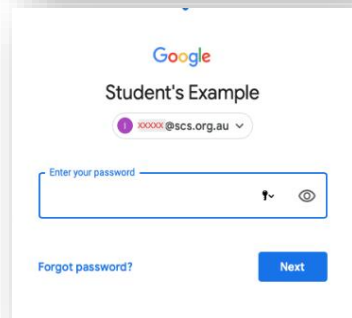 Google
Student's Example
I xxxxx@scs.org.au
Enter your password
Forgot password? Next